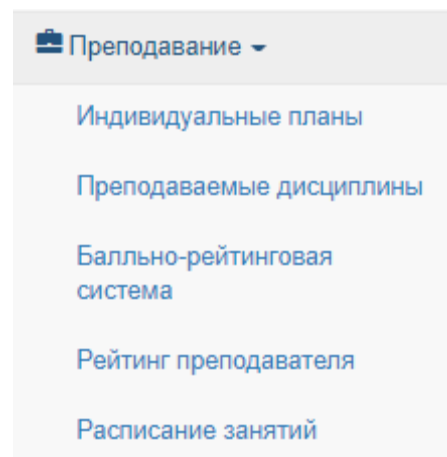 Преподавание
Индивидуальные планы
Преподаваемые дисциплины
Балльно-рейтинговая
система
Рейтинг преподавателя
Расписание занятий